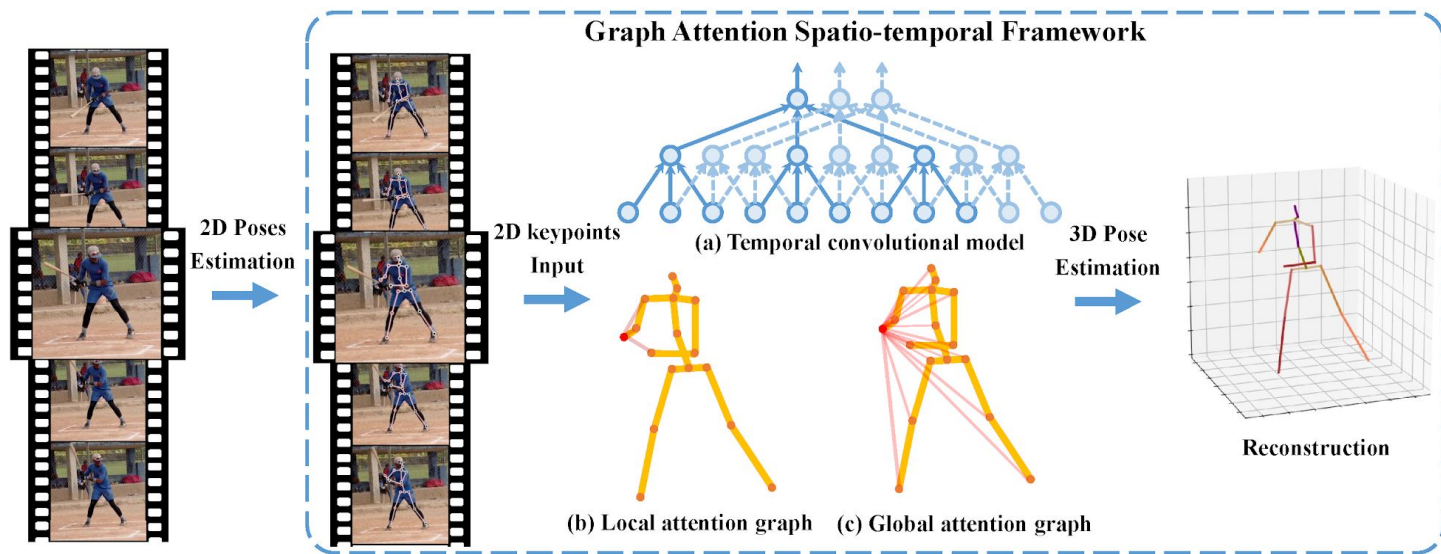 Graph Attention Spatio-temporal Framework
2D Poses
Estimation
2D keypoints
Input
(a) Temporal convolutional model
3D Pose
Estimation
(b) Local attention graph
(c) Global attention graph
Reconstruction